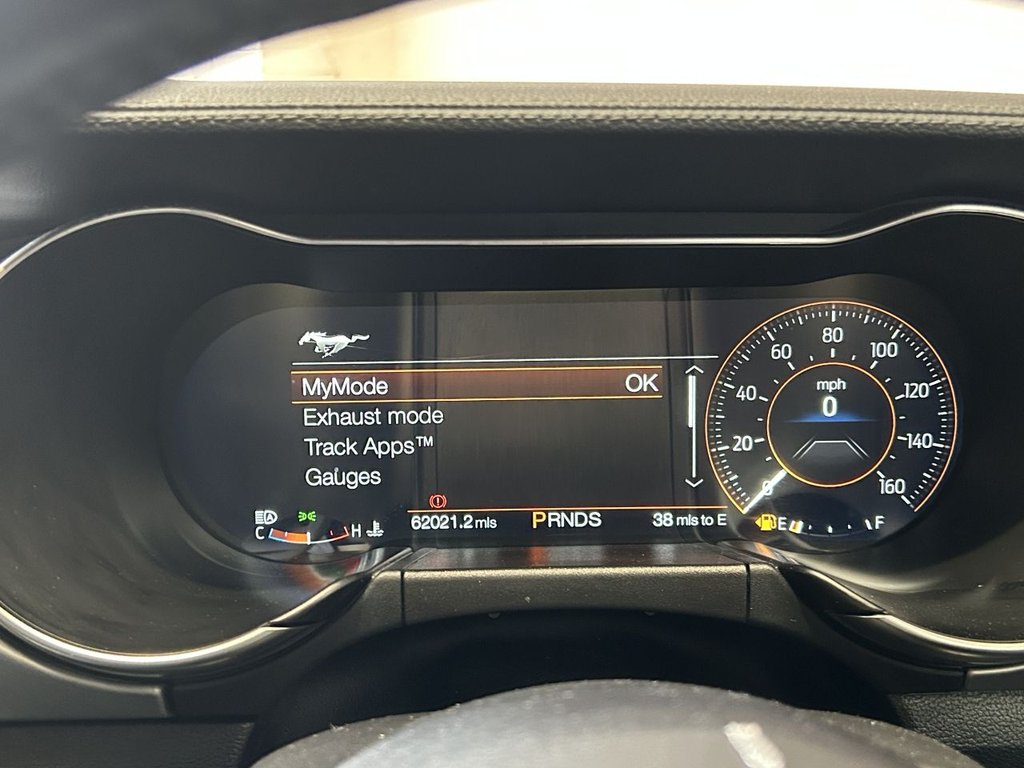 MyMode OK
Exhaust mode
Track Apps™
Gauges
80
60 100
40 120
mph
0
20 140
0 160
C H
62021.2 mls PRNDS 38 mls to E
E F